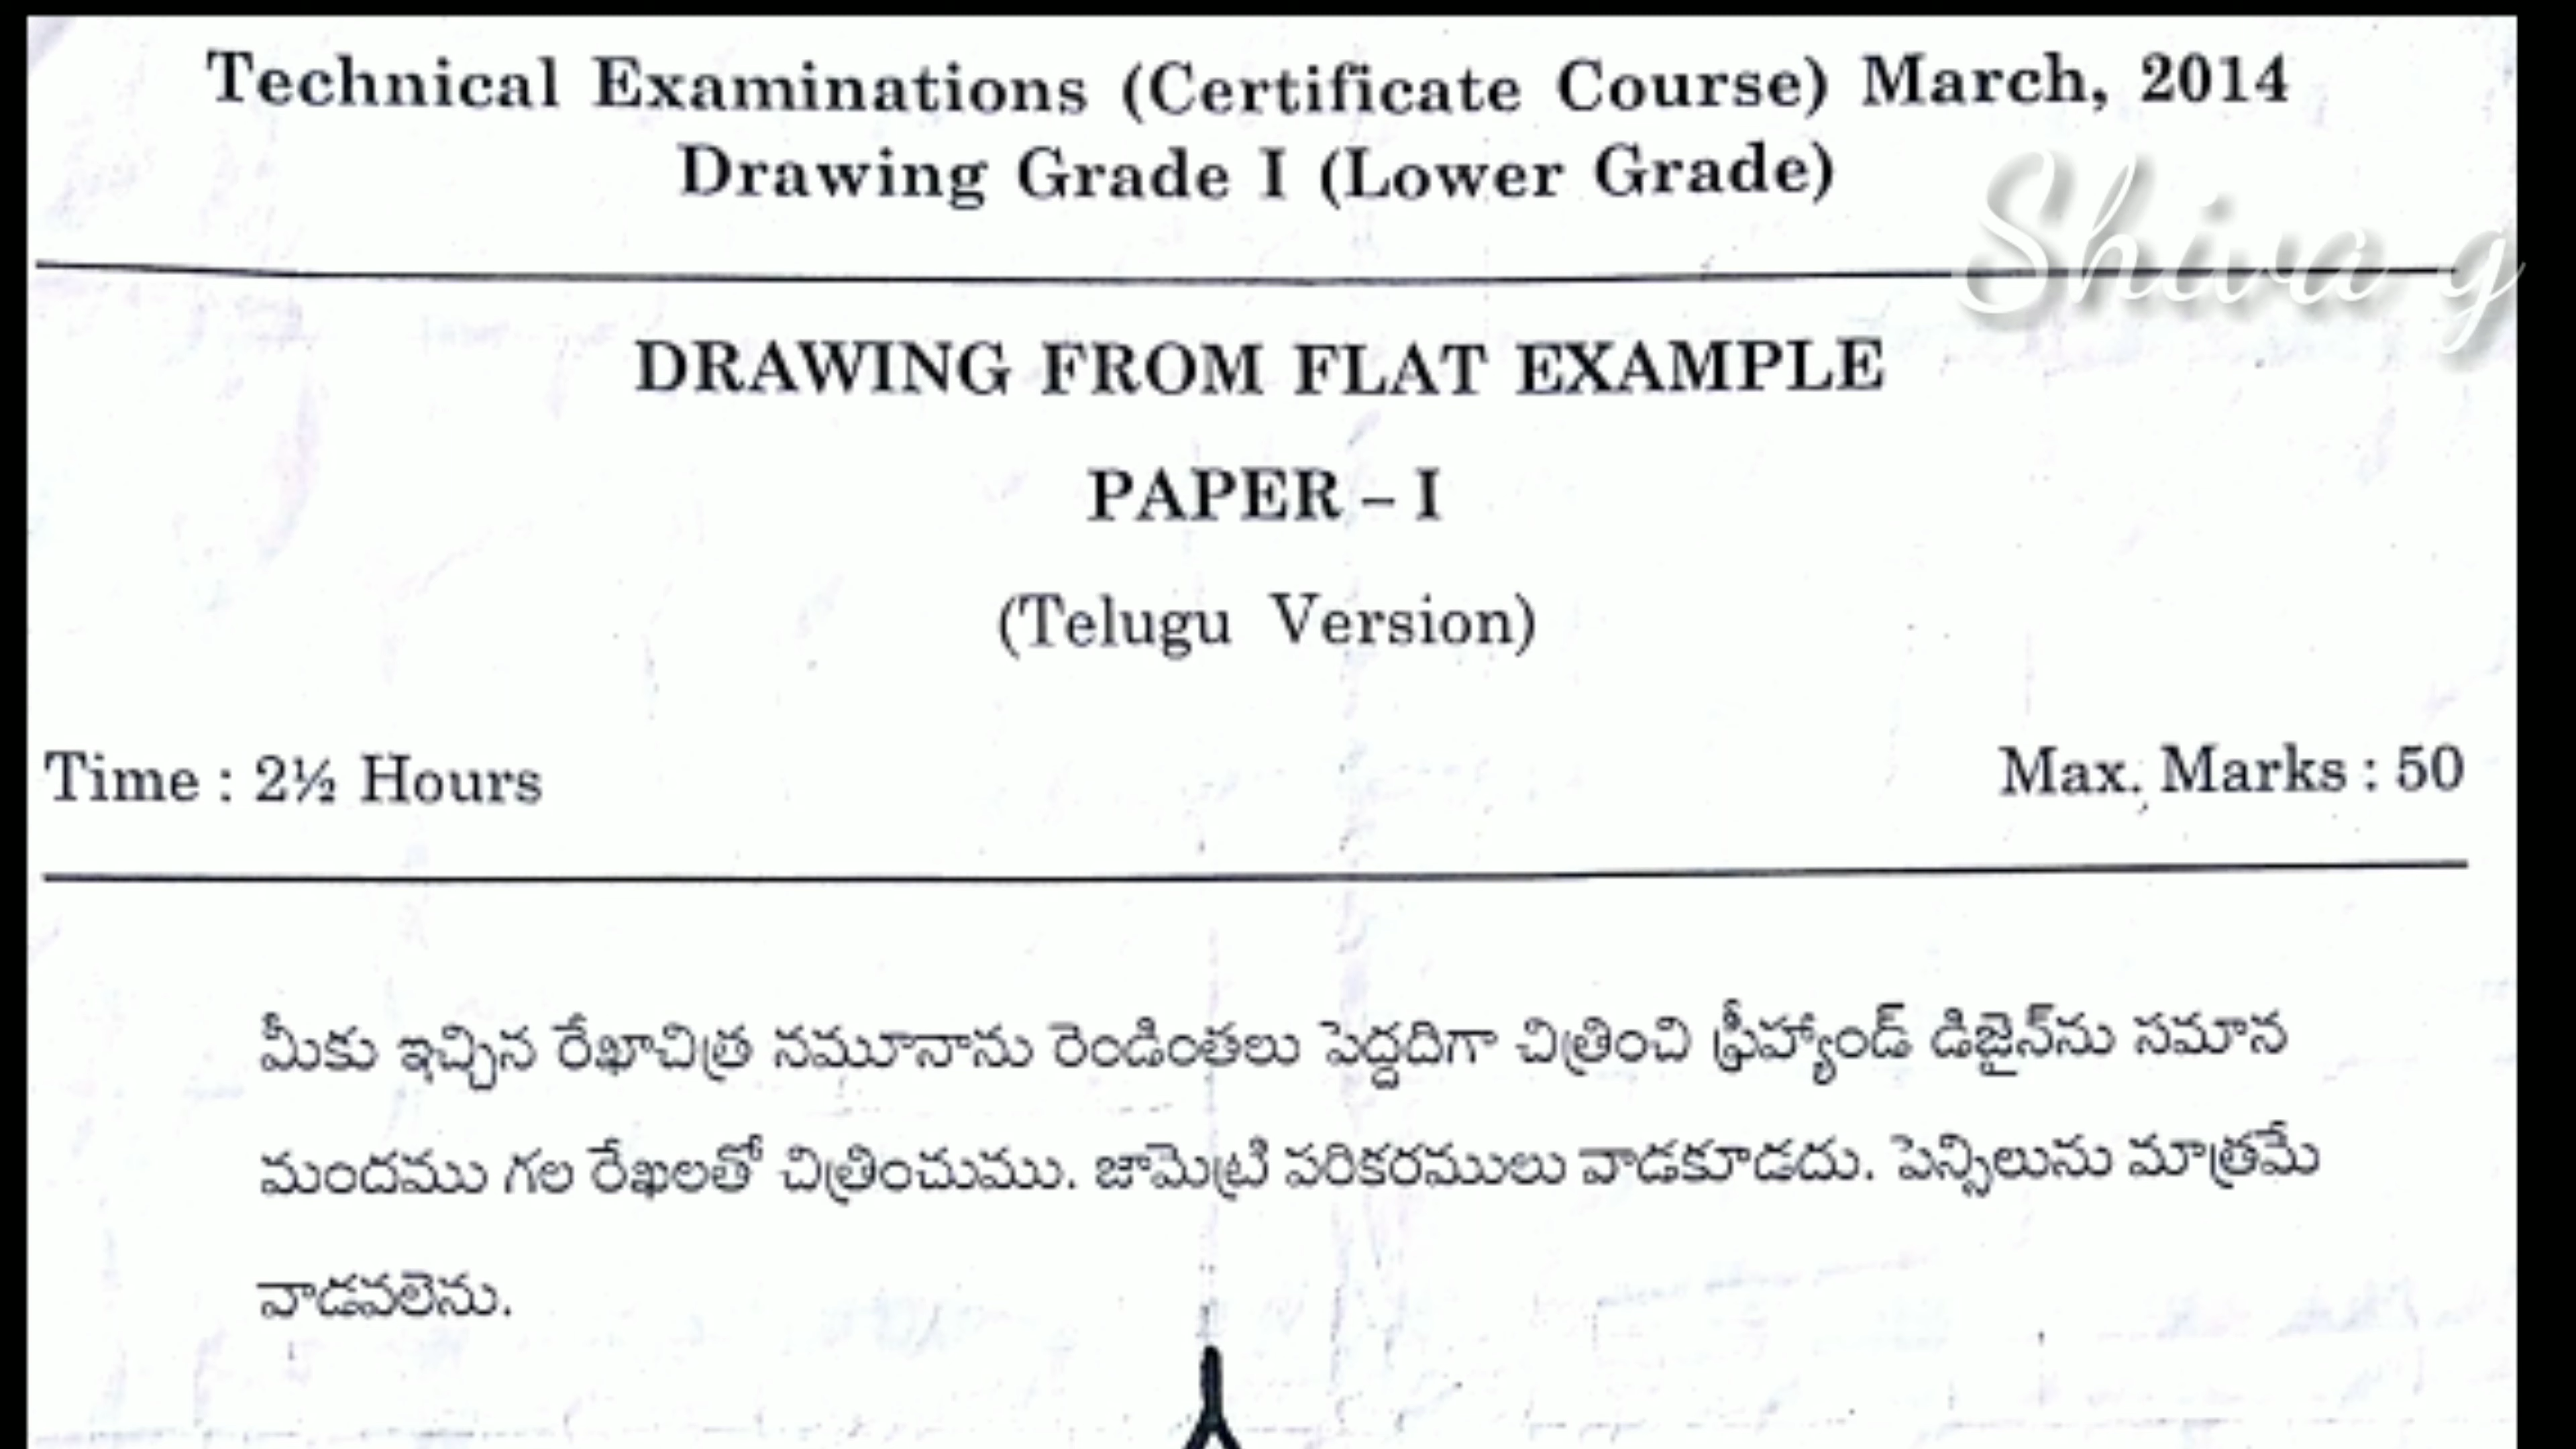 Technical Examinations (Certificate Course) March, 2014
Drawing Grade I (Lower Grade)
Shiva g
DRAWING FROM FLAT EXAMPLE
PAPER – I
(Telugu Version)
Time : 2½ Hours Max. Marks : 50
మీకు ఇచ్చిన రేఖాచిత్ర నమూనాను రెండింతలు పెద్దదిగా చిత్రించి ఫ్రీహ్యాండ్ డిజైన్‌ను సమాన
మందము గల రేఖలతో చిత్రించుము. జామెట్రి పరికరములు వాడకూడదు. పెన్సిలును మాత్రమే
వాడవలెను.